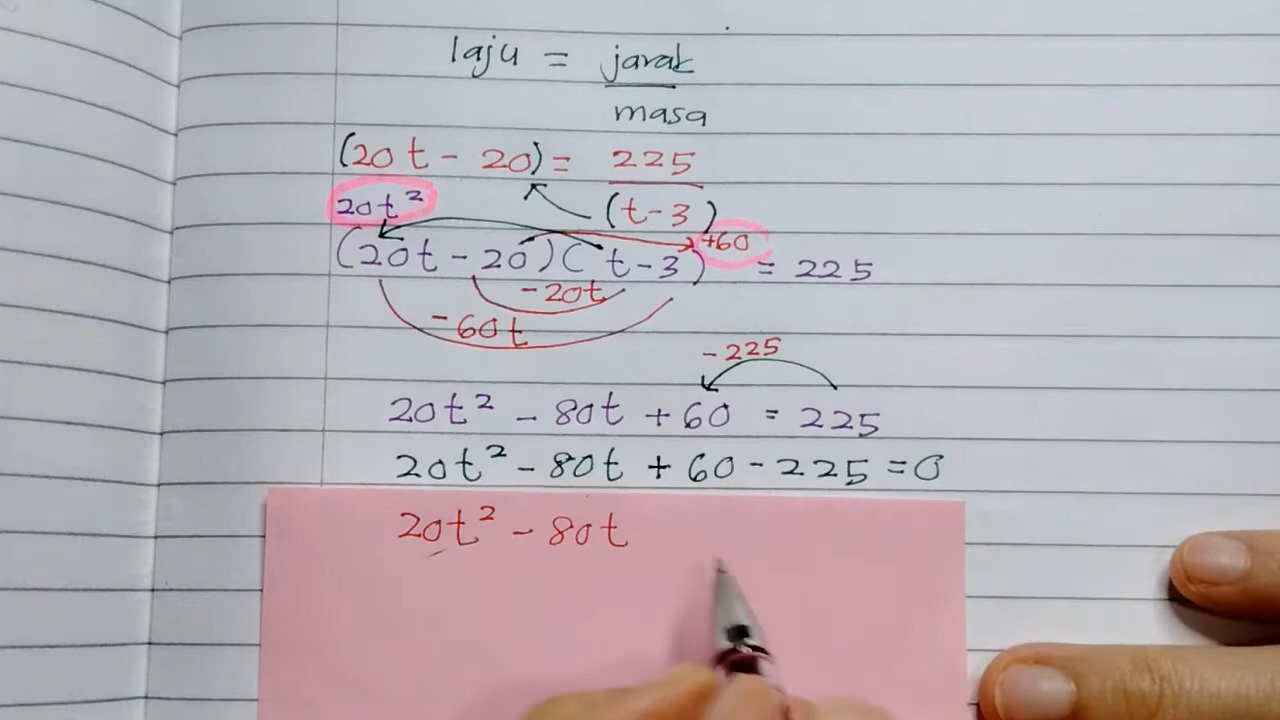 laju = jarak
masa
(20t - 20) = 225
(t-3)
20t²
+60
(20t - 20)(t-3) = 225
-20t
-60t
-225
20t² - 80t + 60 = 225
20t² - 80t + 60 - 225 = 0
20t² - 80t